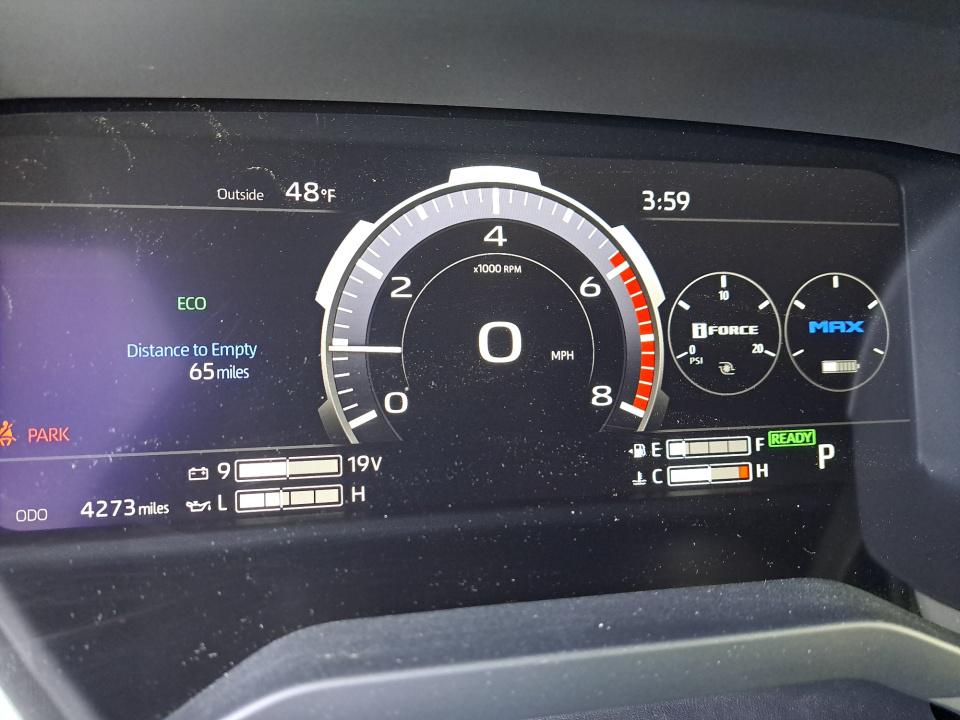 Outside 48°F
3:59
ECO
Distance to Empty
65 miles
PARK
9 19V
L H
ODO 4273 miles
0 2 4 6 8
x1000 RPM
0 MPH
10
iFORCE
0 20
PSI
MAX
E F
C H
READY
P